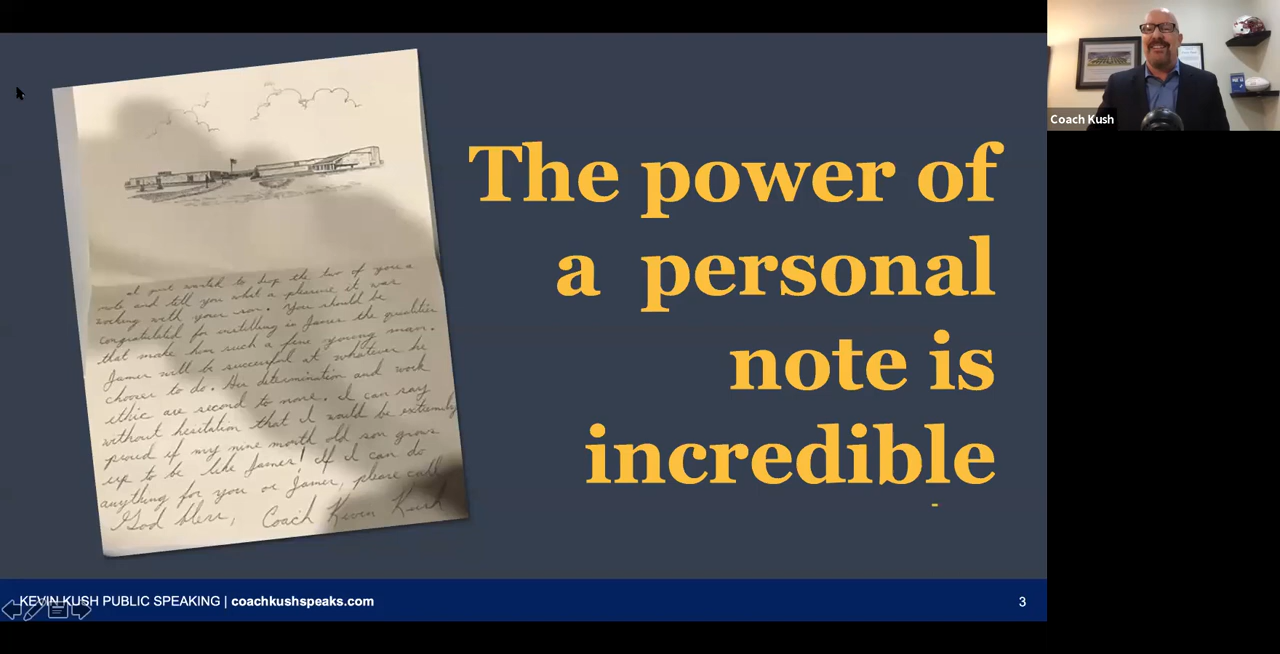 I just wanted to drop the two of you a
note and tell you what a pleasure it was
working with your son. You should be
congratulated for instilling in James the qualities
that make him such a fine young man.
James will be successful at whatever he
chooses to do. His determination and work
ethic are second to none. I can say
without hesitation that I would be extremely
proud if my nine month old son grows
up to be like James! If I can do
anything for you or James, please call
God bless, Coach Kevin Kush
The power of
a personal
note is
incredible
Coach Kush
KEVIN KUSH PUBLIC SPEAKING | coachkushspeaks.com
3